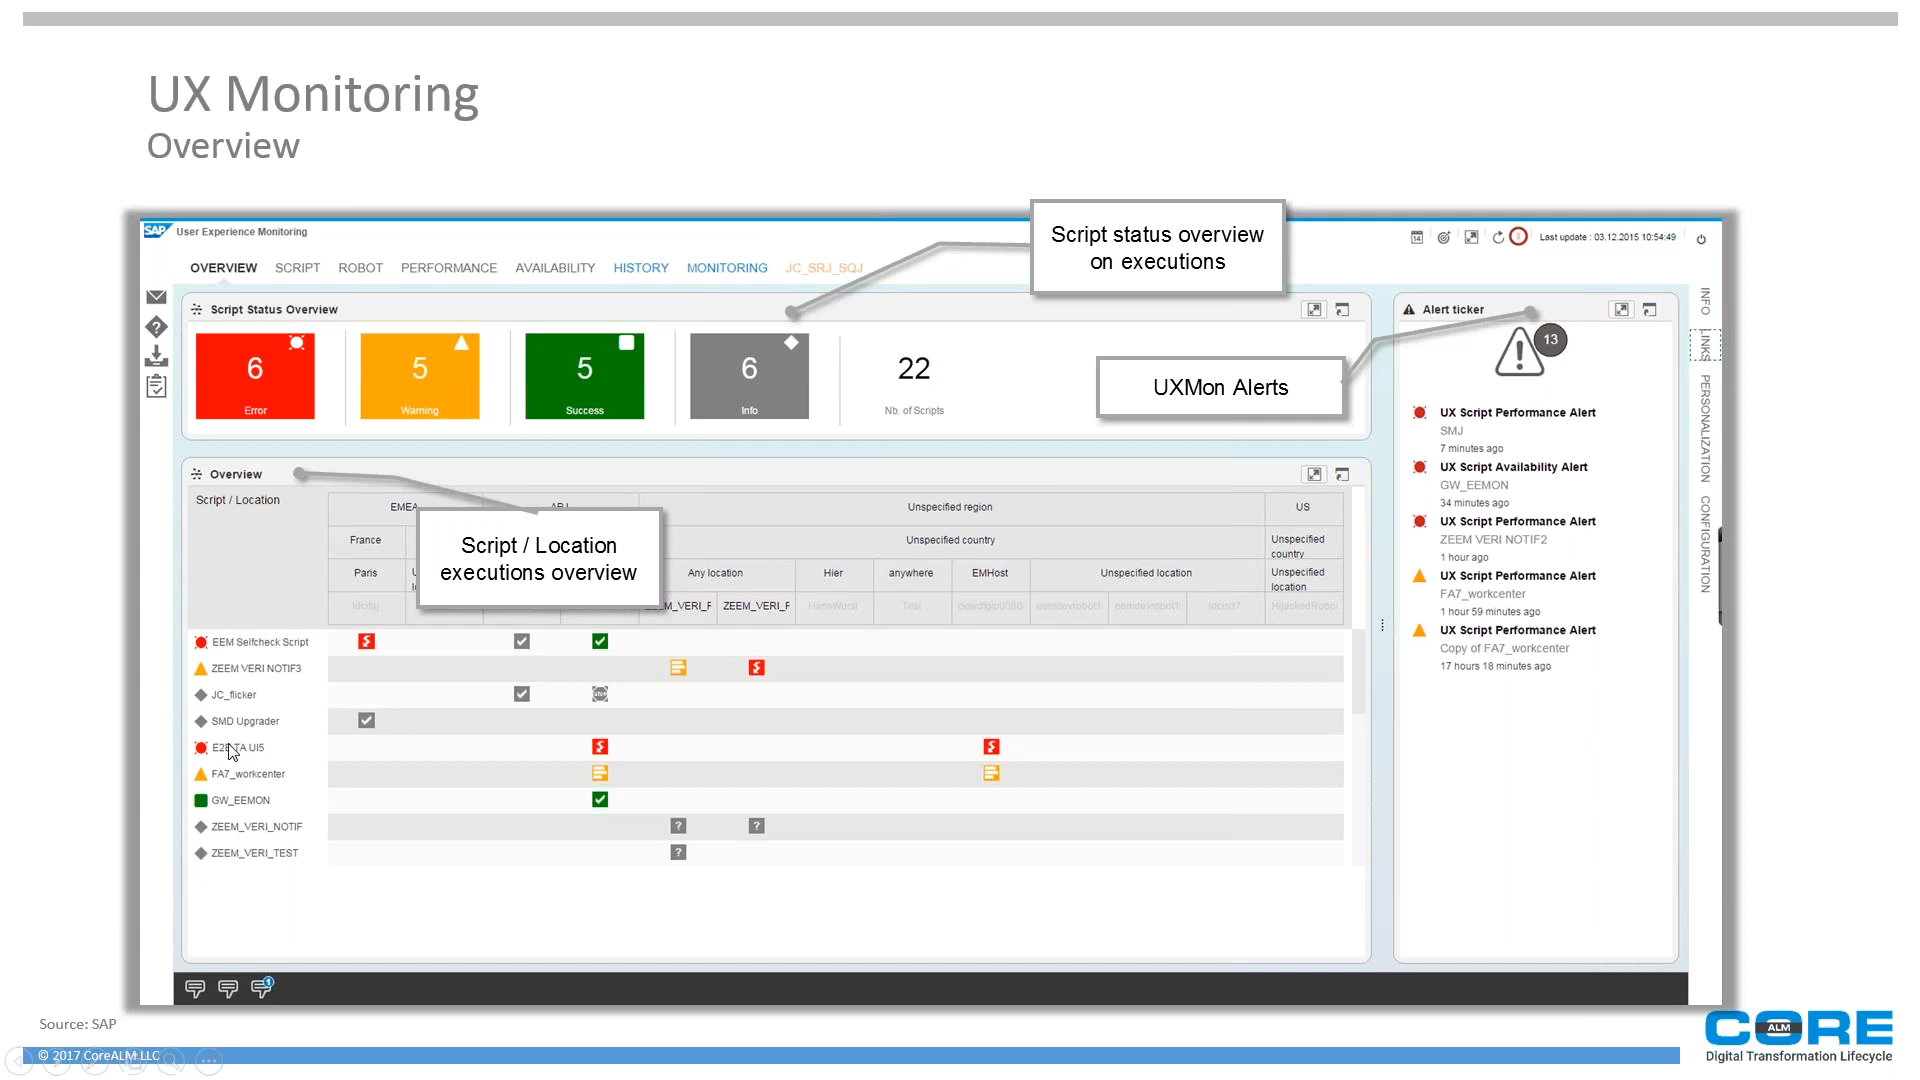 UX Monitoring
Overview
SAP User Experience Monitoring
14
Last update : 03.12.2015 10:54:49
OVERVIEW SCRIPT ROBOT PERFORMANCE AVAILABILITY HISTORY MONITORING JC_SRJ_SQJ
Script status overview
on executions
Script Status Overview
6
Error
5
Warning
5
Success
6
Info
22
Nb. of Scripts
UXMon Alerts
Alert ticker
13
UX Script Performance Alert
SMJ
7 minutes ago
UX Script Availability Alert
GW_EEMON
34 minutes ago
UX Script Performance Alert
ZEEM VERI NOTIF2
1 hour ago
UX Script Performance Alert
FA7_workcenter
1 hour 59 minutes ago
UX Script Performance Alert
Copy of FA7_workcenter
17 hours 18 minutes ago
INFO
LINKS
PERSONALIZATION
CONFIGURATION
Overview
Script / Location
executions overview
Script / Location
EMEA Unspecified region US
France Unspecified country Unspecified country
Paris Any location Hier anywhere EMHost Unspecified location Unspecified location
ZEEM_VERI_F HansWurst Test
EEM Selfcheck Script
ZEEM VERI NOTIF3
JC_flicker
SMD Upgrader
FA7_workcenter
GW_EEMON
ZEEM_VERI_NOTIF
ZEEM_VERI_TEST
1
Source: SAP
© 2017 CoreALM LLC
CORE
ALM
Digital Transformation Lifecycle